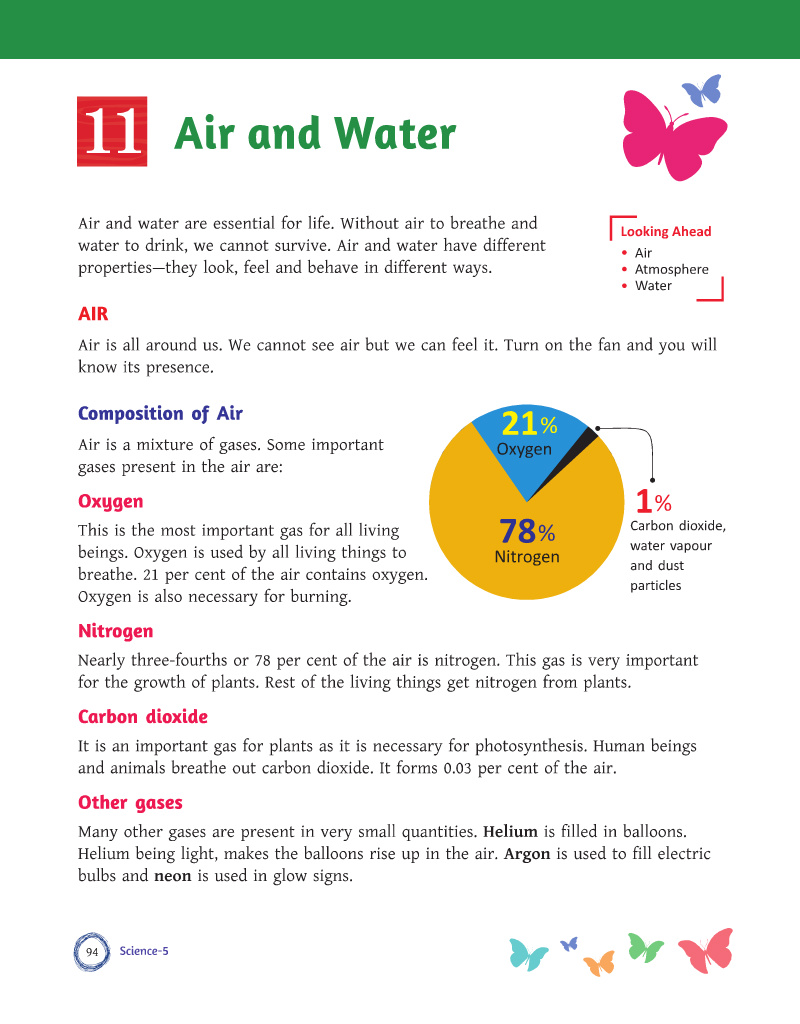 11
Air and Water
Air and water are essential for life. Without air to breathe and
water to drink, we cannot survive. Air and water have different
properties—they look, feel and behave in different ways.
Looking Ahead
• Air
• Atmosphere
• Water
AIR
Air is all around us. We cannot see air but we can feel it. Turn on the fan and you will
know its presence.
Composition of Air
Air is a mixture of gases. Some important
gases present in the air are:
Oxygen
This is the most important gas for all living
beings. Oxygen is used by all living things to
breathe. 21 per cent of the air contains oxygen.
Oxygen is also necessary for burning.
21%
Oxygen
78%
Nitrogen
1%
Carbon dioxide,
water vapour
and dust
particles
Nitrogen
Nearly three-fourths or 78 per cent of the air is nitrogen. This gas is very important
for the growth of plants. Rest of the living things get nitrogen from plants.
Carbon dioxide
It is an important gas for plants as it is necessary for photosynthesis. Human beings
and animals breathe out carbon dioxide. It forms 0.03 per cent of the air.
Other gases
Many other gases are present in very small quantities. Helium is filled in balloons.
Helium being light, makes the balloons rise up in the air. Argon is used to fill electric
bulbs and neon is used in glow signs.
94
Science-5